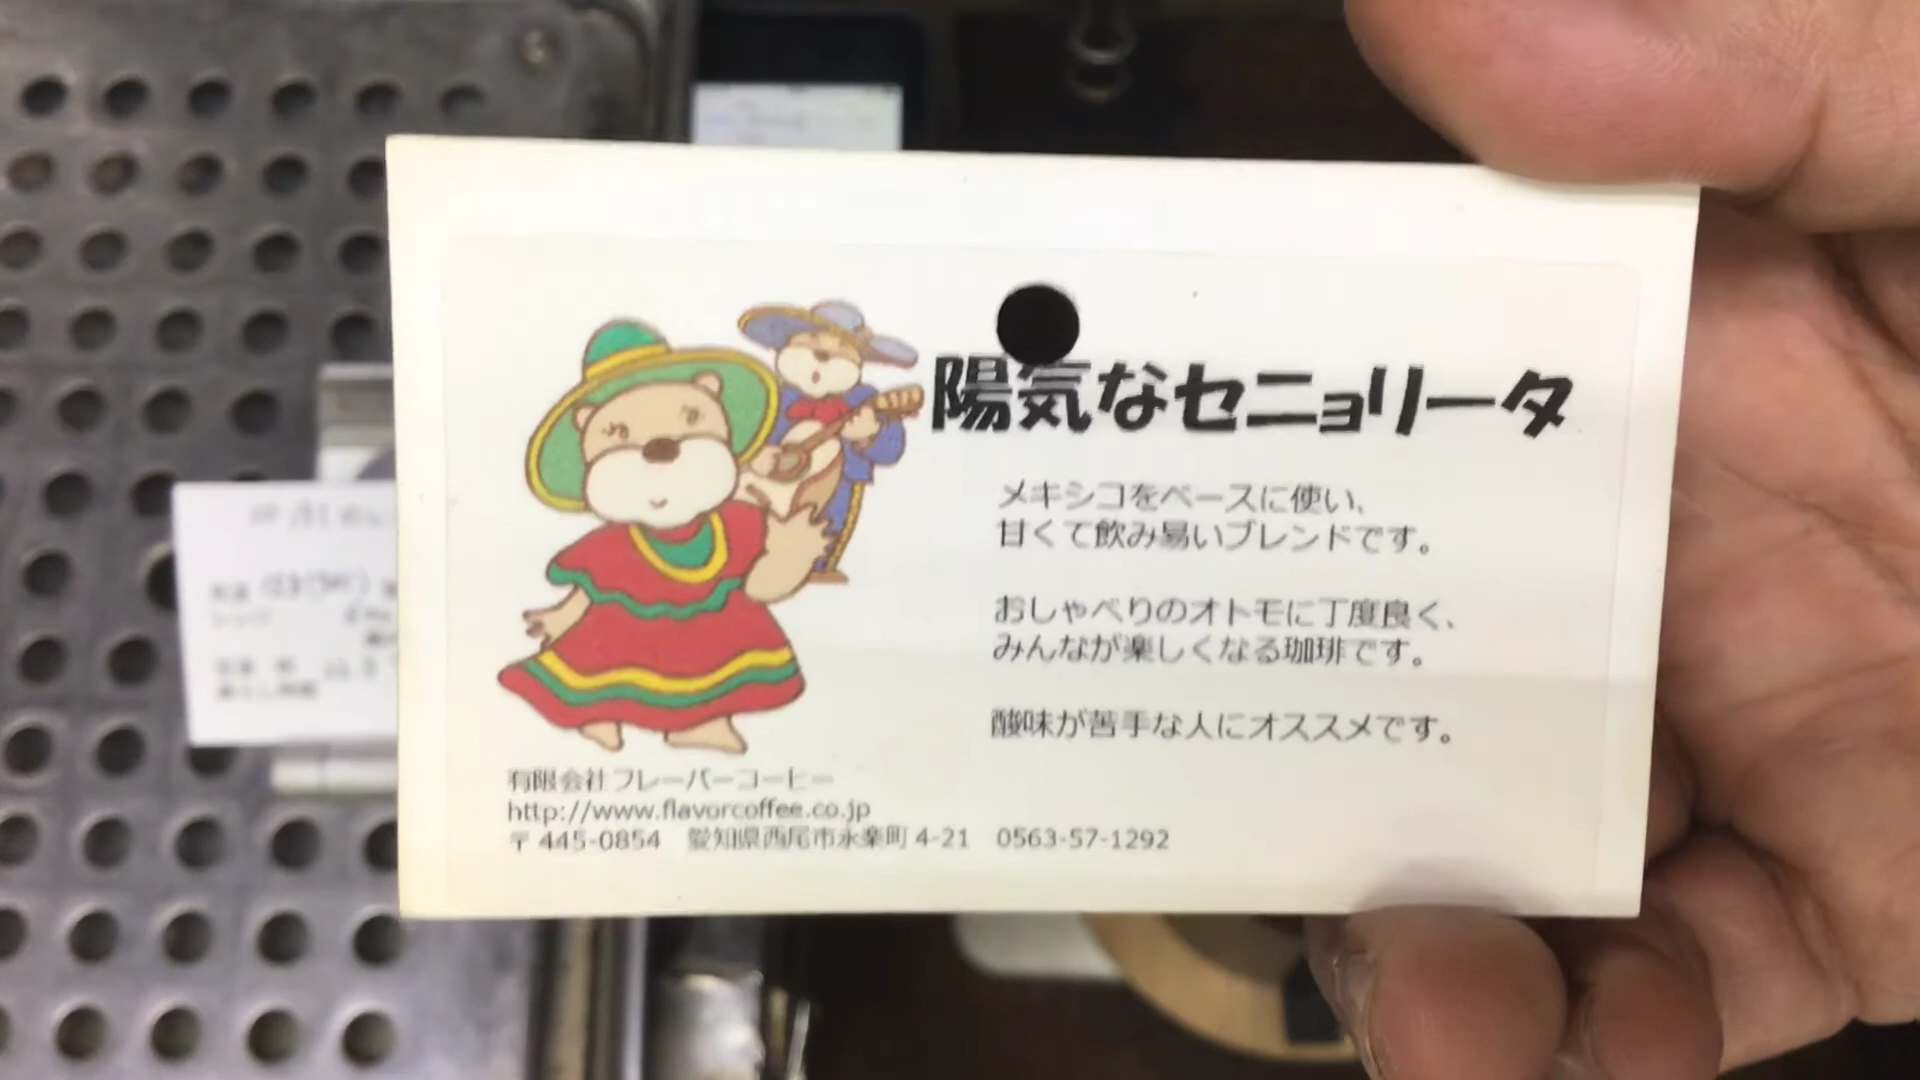 陽気なセニョリータ
メキシコをベースに使い、
甘くて飲み易いブレンドです。
おしゃべりのオトモに丁度良く、
みんなが楽しくなる珈琲です。
酸味が苦手な人にオススメです。
有限会社フレーバーコーヒー
http://www.flavorcoffee.co.jp
〒445-0854 愛知県西尾市永楽町4-21 0563-57-1292